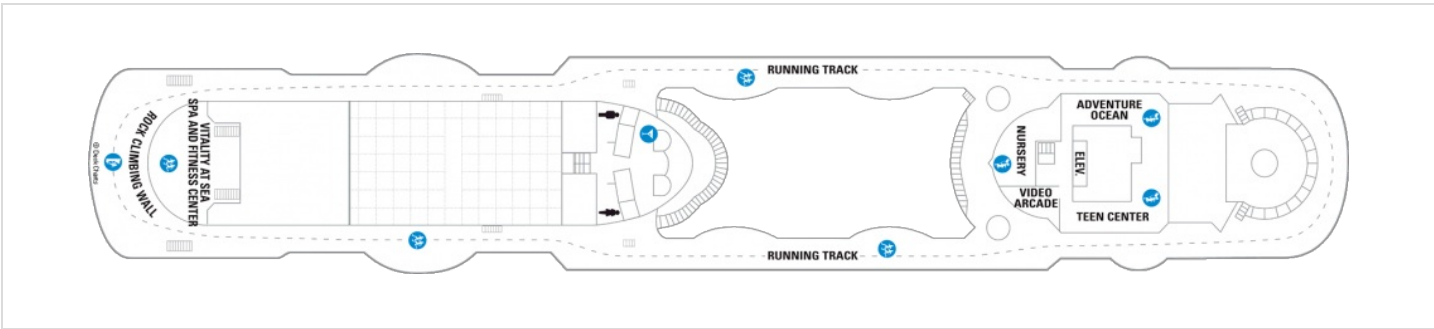 RUNNING TRACK
ADVENTURE
OCEAN
ROCK CLIMBING WALL
VITALITY AT SEA
SPA AND FITNESS CENTER
NURSERY
ELEV.
VIDEO
ARCADE
TEEN CENTER
RUNNING TRACK